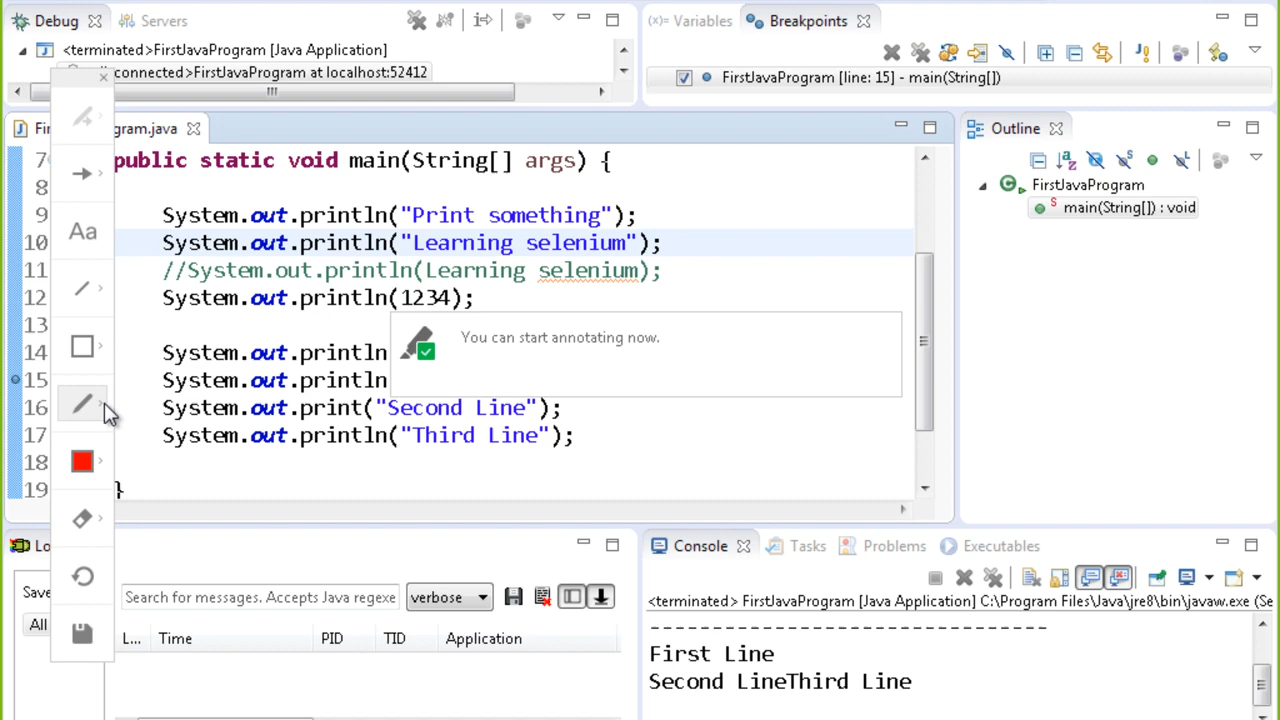 Debug Servers
<terminated>FirstJavaProgram [Java Application]
connected>FirstJavaProgram at localhost:52412
(x)= Variables Breakpoints
FirstJavaProgram [line: 15] - main(String[])
gram.java
7 public static void main(String[] args) {
8
9 System.out.println("Print something");
10 System.out.println("Learning selenium");
11 //System.out.println(Learning selenium);
12 System.out.println(1234);
13
14 System.out.println
15 System.out.println
16 System.out.print("Second Line");
17 System.out.println("Third Line");
18
19 }
You can start annotating now.
Aa
Outline
FirstJavaProgram
main(String[]) : void
Lo
Save
All
Search for messages. Accepts Java regexe verbose
L... Time PID TID Application
Console Tasks Problems Executables
<terminated> FirstJavaProgram [Java Application] C:\Program Files\Java\jre8\bin\javaw.exe (Se
--------------------------------
First Line
Second LineThird Line